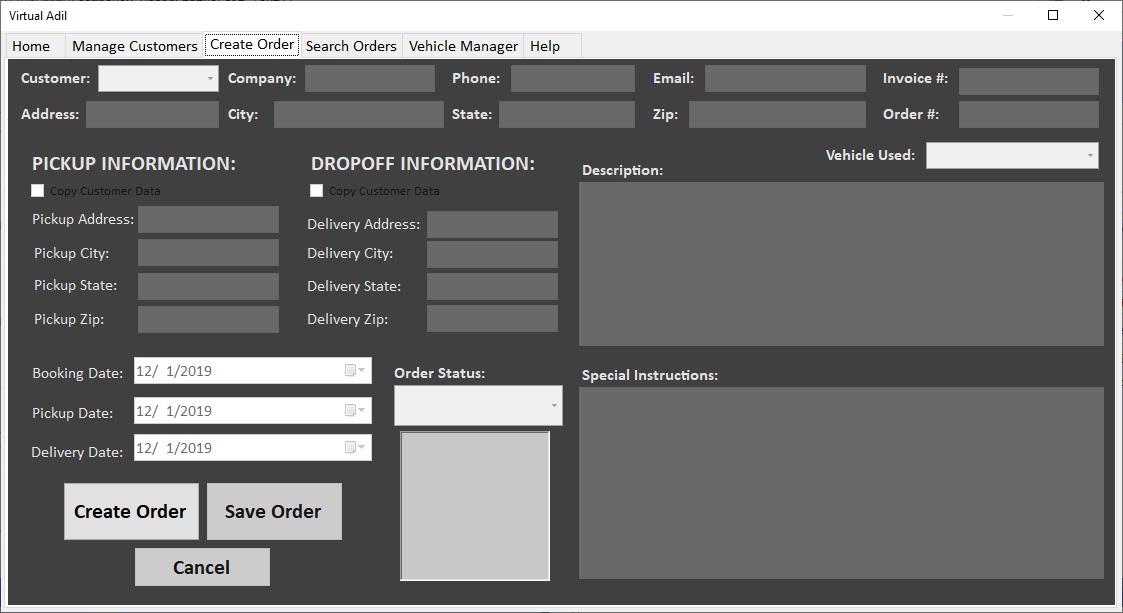 Virtual Adil
Home Manage Customers Create Order Search Orders Vehicle Manager Help
Customer: Company: Phone: Email: Invoice #:
Address: City: State: Zip: Order #:
Vehicle Used:
PICKUP INFORMATION: DROPOFF INFORMATION:
Description:
Copy Customer Data Copy Customer Data
Pickup Address: Delivery Address:
Pickup City: Delivery City:
Pickup State: Delivery State:
Pickup Zip: Delivery Zip:
Booking Date: 12/ 1/2019 Order Status: Special Instructions:
Pickup Date: 12/ 1/2019
Delivery Date: 12/ 1/2019
Create Order Save Order
Cancel